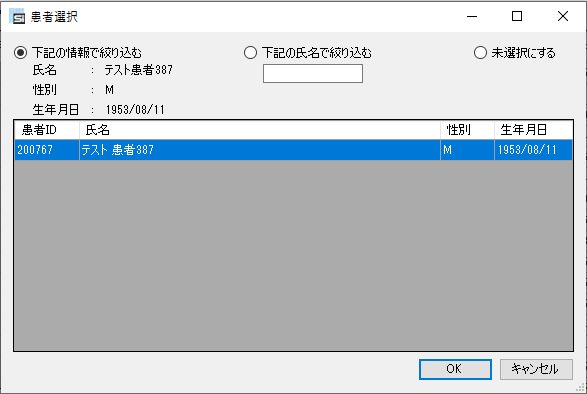 患者選択
下記の情報で絞り込む
下記の氏名で絞り込む
未選択にする
氏名 : テスト患者387
性別 : M
生年月日 : 1953/08/11
患者ID 氏名 性別 生年月日
200767 テスト 患者387 M 1953/08/11
OK キャンセル